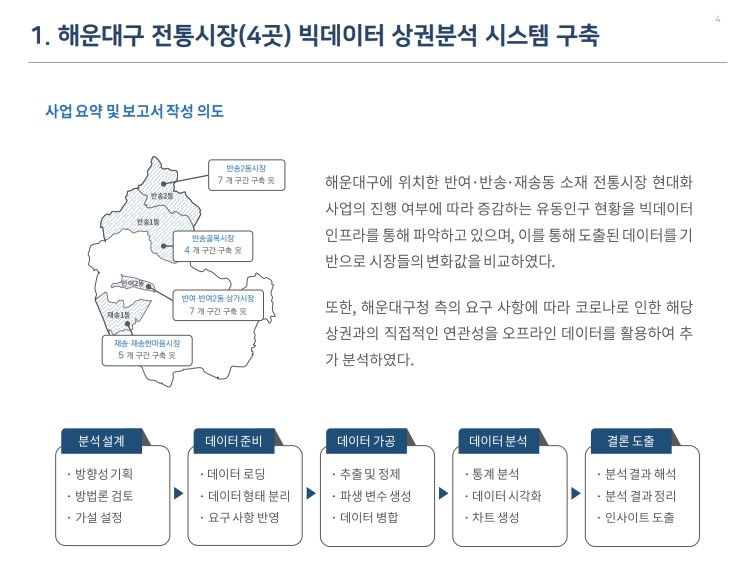 4
1. 해운대구 전통시장(4곳) 빅데이터 상권분석 시스템 구축
사업 요약 및 보고서 작성 의도
반송2동시장
7 개 구간 구축 및
반송2동
반송1동
반송골목시장
4 개 구간 구축 및
반여2동
반여·반여2동 상가시장
7 개 구간 구축 및
재송1동
재송·재송한마음시장
5 개 구간 구축 및
해운대구에 위치한 반여·반송·재송동 소재 전통시장 현대화
사업의 진행 여부에 따라 증감하는 유동인구 현황을 빅데이터
인프라를 통해 파악하고 있으며, 이를 통해 도출된 데이터를 기
반으로 시장들의 변화값을 비교하였다.
또한, 해운대구청 측의 요구 사항에 따라 코로나로 인한 해당
상권과의 직접적인 연관성을 오프라인 데이터를 활용하여 추
가 분석하였다.
분석 설계
· 방향성 기획
· 방법론 검토
· 가설 설정
데이터 준비
· 데이터 로딩
· 데이터 형태 분리
· 요구 사항 반영
데이터 가공
· 추출 및 정제
· 파생 변수 생성
· 데이터 병합
데이터 분석
· 통계 분석
· 데이터 시각화
· 차트 생성
결론 도출
· 분석 결과 해석
· 분석 결과 정리
· 인사이트 도출